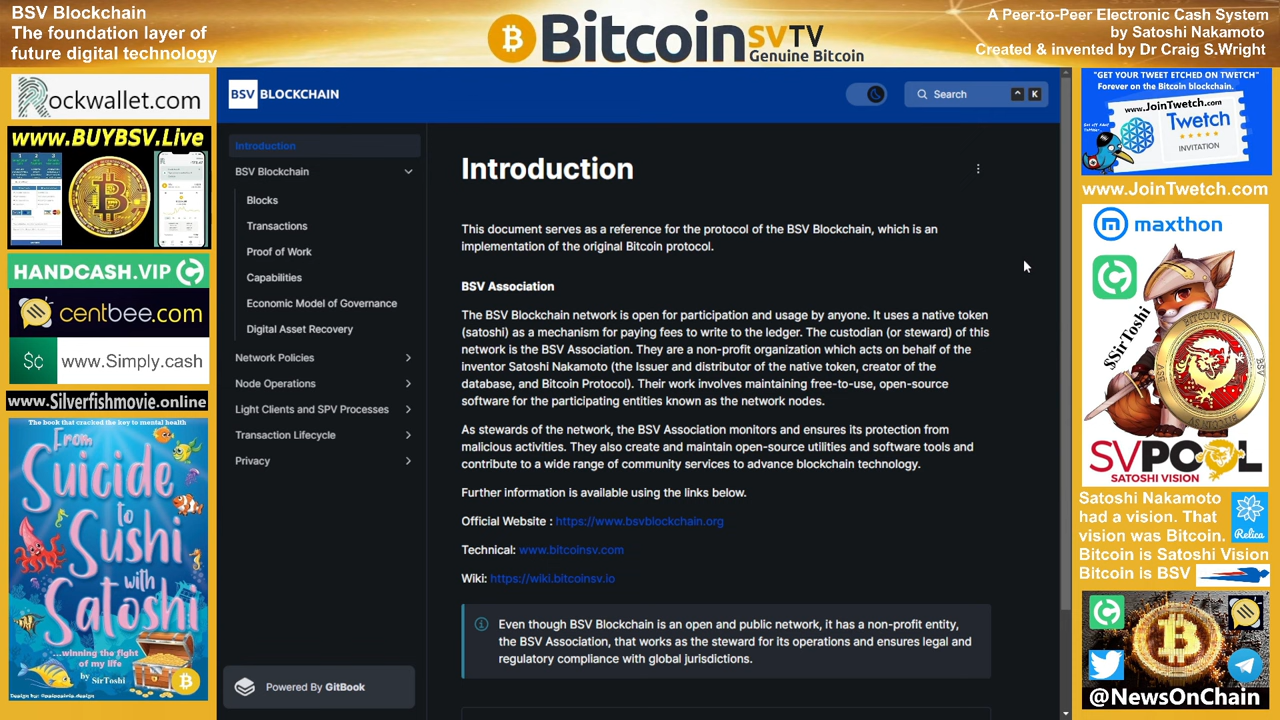 BSV Blockchain
The foundation layer of
future digital technology
Bitcoin SVTV
Genuine Bitcoin
A Peer-to-Peer Electronic Cash System
by Satoshi Nakamoto
Created & invented by Dr Craig S.Wright
Rockwallet.com
www.BUYBSV.Live
HANDCASH.VIP
centbee.com
$¢ www.Simply.cash
www.Silverfishmovie.online
The book that cracked the key to mental health
From
Suicide
to
Sushi
with
Satoshi
...winning the fight
of my life
by SirToshi
BSV BLOCKCHAIN
Search ^ K
Introduction
BSV Blockchain
Blocks
Transactions
Proof of Work
Capabilities
Economic Model of Governance
Digital Asset Recovery
Network Policies
Node Operations
Light Clients and SPV Processes
Transaction Lifecycle
Privacy
Powered By GitBook
Introduction
This document serves as a reference for the protocol of the BSV Blockchain, which is an
implementation of the original Bitcoin protocol.
BSV Association
The BSV Blockchain network is open for participation and usage by anyone. It uses a native token
(satoshi) as a mechanism for paying fees to write to the ledger. The custodian (or steward) of this
network is the BSV Association. They are a non-profit organization which acts on behalf of the
inventor Satoshi Nakamoto (the Issuer and distributor of the native token, creator of the
database, and Bitcoin Protocol). Their work involves maintaining free-to-use, open-source
software for the participating entities known as the network nodes.
As stewards of the network, the BSV Association monitors and ensures its protection from
malicious activities. They also create and maintain open-source utilities and software tools and
contribute to a wide range of community services to advance blockchain technology.
Further information is available using the links below.
Official Website : https://www.bsvblockchain.org
Technical: www.bitcoinsv.com
Wiki: https://wiki.bitcoinsv.io
Even though BSV Blockchain is an open and public network, it has a non-profit entity,
the BSV Association, that works as the steward for its operations and ensures legal and
regulatory compliance with global jurisdictions.
"GET YOUR TWEET ETCHED ON TWETCH"
Forever on the Bitcoin blockchain.
www.JoinTwetch.com
Twetch
INVITATION
www.JoinTwetch.com
maxthon
$SirToshi
BITCOIN SV
BSV
SVPOOL
SATOSHI VISION
Satoshi Nakamoto
had a vision. That
vision was Bitcoin.
Relica
Bitcoin is Satoshi Vision
Bitcoin is BSV
@NewsOnChain